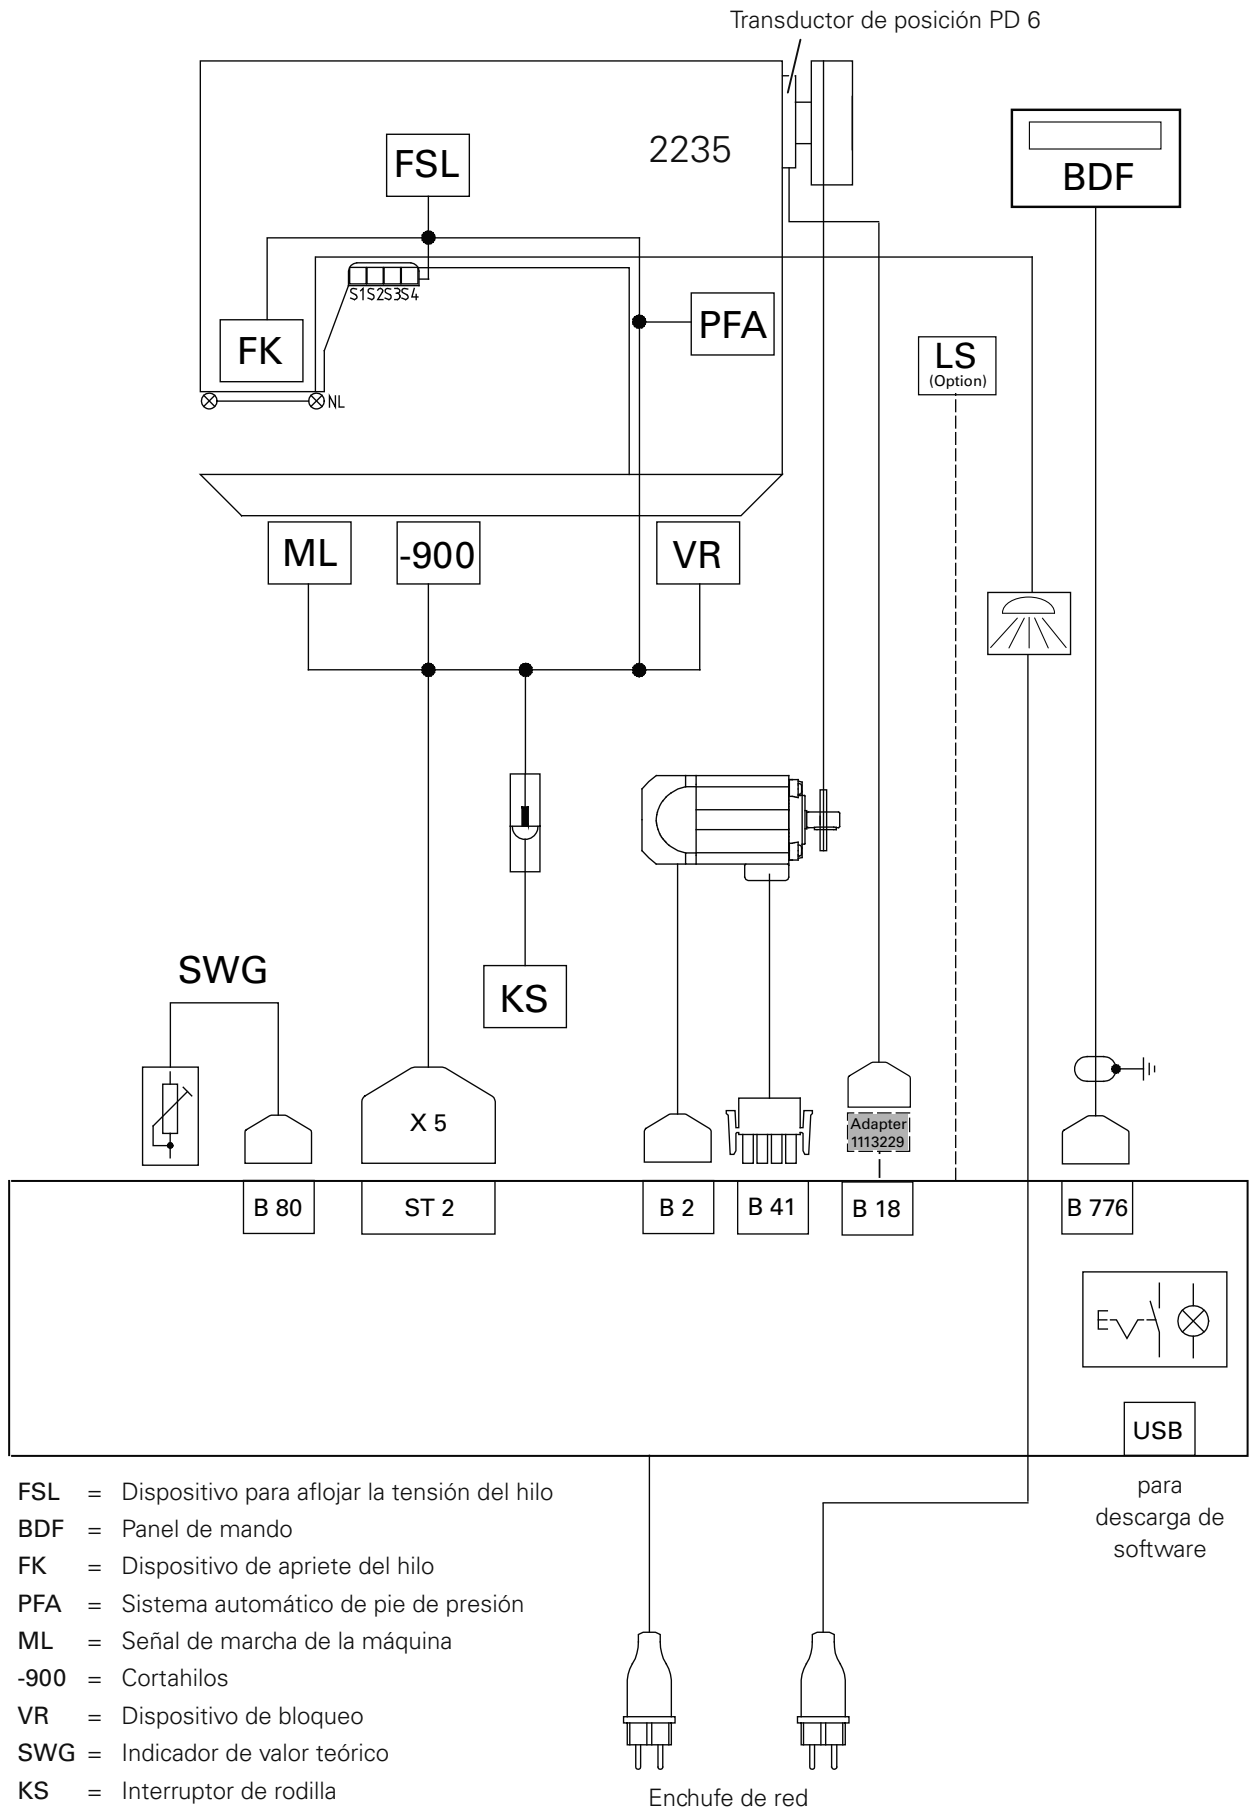 Transductor de posición PD 6
2235
FSL
BDF
S1 S2 S3 S4
FK
PFA
LS
(Option)
NL
ML
-900
VR
SWG
KS
X 5
Adapter
1113229
B 80
ST 2
B 2
B 41
B 18
B 776
USB
para
descarga de
software
FSL = Dispositivo para aflojar la tensión del hilo
BDF = Panel de mando
FK = Dispositivo de apriete del hilo
PFA = Sistema automático de pie de presión
ML = Señal de marcha de la máquina
-900 = Cortahilos
VR = Dispositivo de bloqueo
SWG = Indicador de valor teórico
KS = Interruptor de rodilla
Enchufe de red